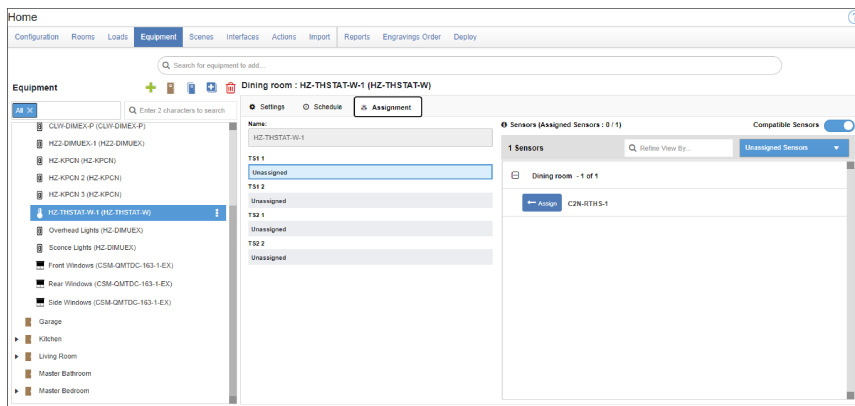 Home
Configuration Rooms Loads Equipment Scenes Interfaces Actions Import Reports Engravings Order Deploy
Search for equipment to add...
Equipment
All
Enter 2 characters to search
CLW-DIMEX-P (CLW-DIMEX-P)
HZ2-DIMUEX-1 (HZ2-DIMUEX)
HZ-KPCN (HZ-KPCN)
HZ-KPCN 2 (HZ-KPCN)
HZ-KPCN 3 (HZ-KPCN)
HZ-THSTAT-W-1 (HZ-THSTAT-W)
Overhead Lights (HZ-DIMUEX)
Sconce Lights (HZ-DIMUEX)
Front Windows (CSM-QMTDC-163-1-EX)
Rear Windows (CSM-QMTDC-163-1-EX)
Side Windows (CSM-QMTDC-163-1-EX)
Garage
Kitchen
Living Room
Master Bathroom
Master Bedroom
Dining room : HZ-THSTAT-W-1 (HZ-THSTAT-W)
Settings Schedule Assignment
Name:
HZ-THSTAT-W-1
TS1 1
Unassigned
TS1 2
Unassigned
TS2 1
Unassigned
TS2 2
Unassigned
Sensors (Assigned Sensors : 0 / 1)
Compatible Sensors
1 Sensors
Refine View By...
Unassigned Sensors
Dining room - 1 of 1
Assign C2N-RTHS-1